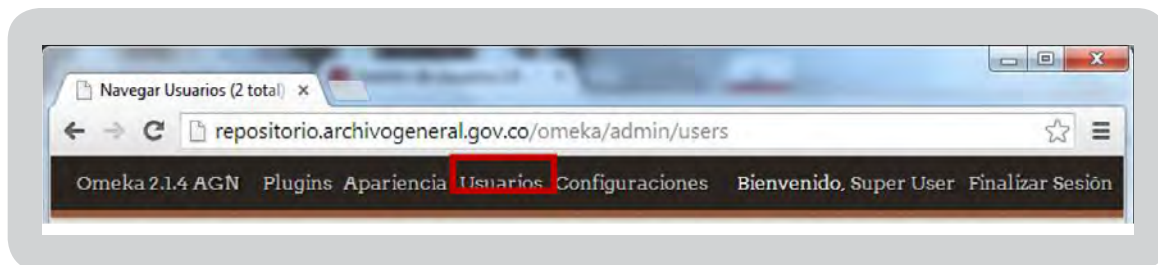 Navegar Usuarios (2 total)
repositorio.archivogeneral.gov.co/omeka/admin/users
Omeka 2.1.4 AGN Plugins Apariencia Usuarios Configuraciones Bienvenido, Super User Finalizar Sesión